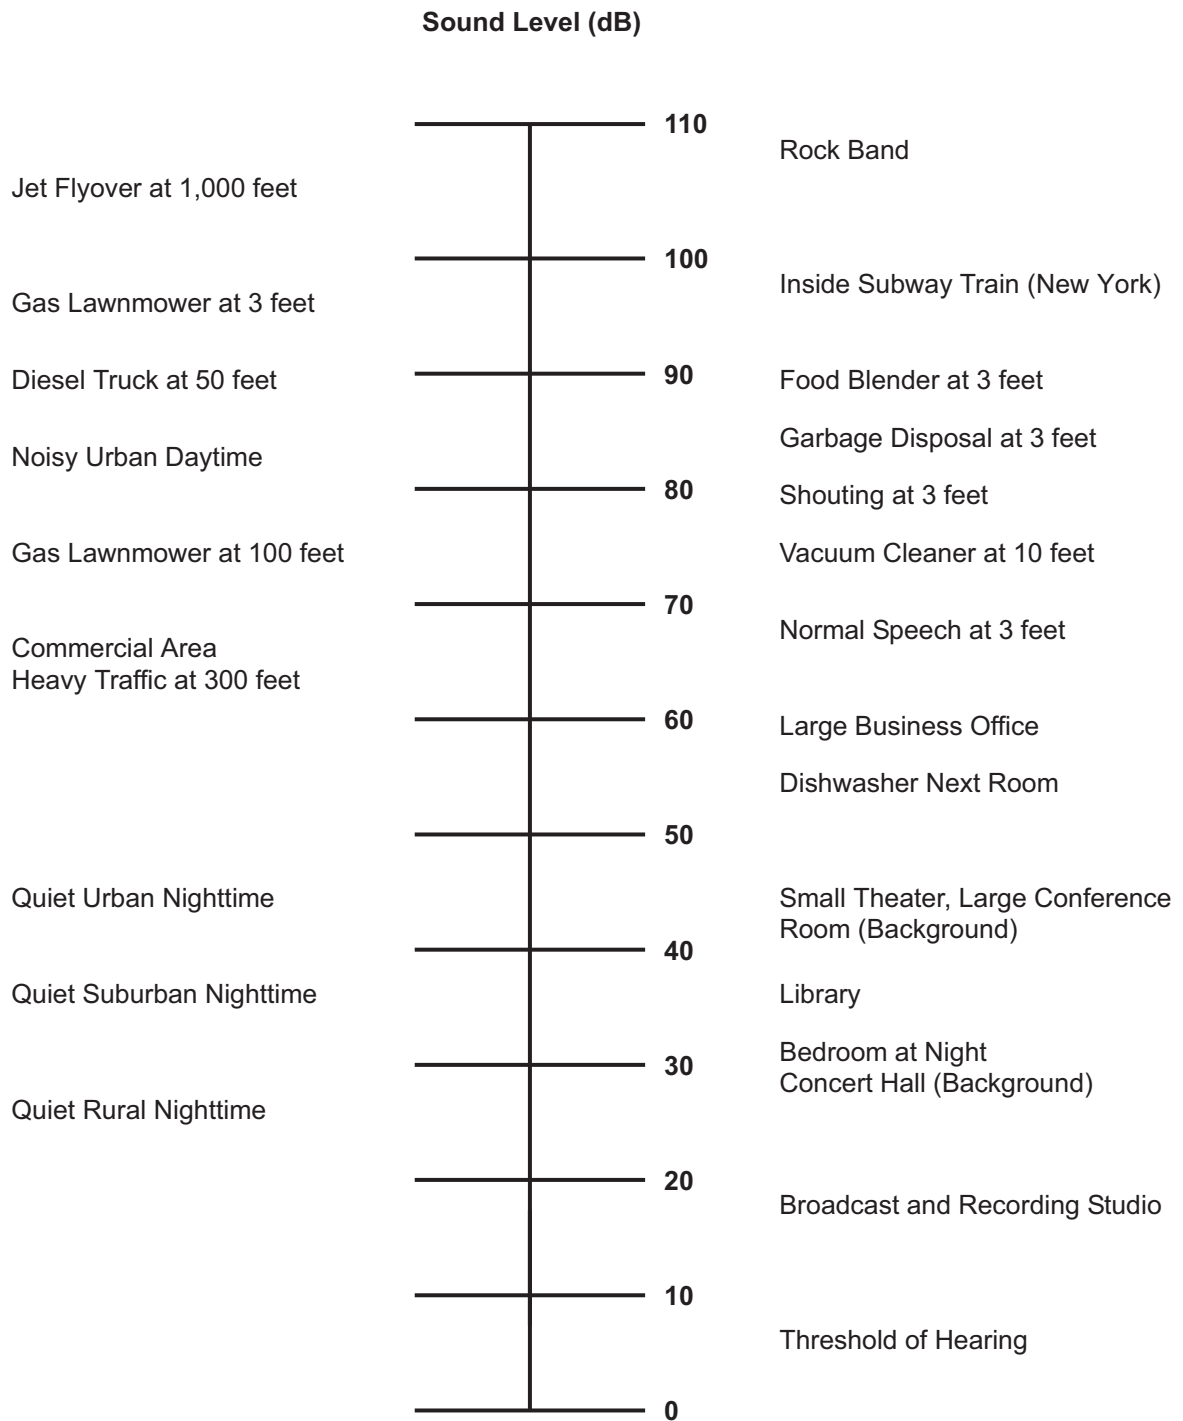 Sound Level (dB)
110
Rock Band
Jet Flyover at 1,000 feet
100
Inside Subway Train (New York)
Gas Lawnmower at 3 feet
90
Diesel Truck at 50 feet
Food Blender at 3 feet
Garbage Disposal at 3 feet
Noisy Urban Daytime
80
Shouting at 3 feet
Gas Lawnmower at 100 feet
Vacuum Cleaner at 10 feet
70
Normal Speech at 3 feet
Commercial Area
Heavy Traffic at 300 feet
60
Large Business Office
Dishwasher Next Room
50
Quiet Urban Nighttime
Small Theater, Large Conference
Room (Background)
40
Quiet Suburban Nighttime
Library
Bedroom at Night
30
Concert Hall (Background)
Quiet Rural Nighttime
20
Broadcast and Recording Studio
10
Threshold of Hearing
0